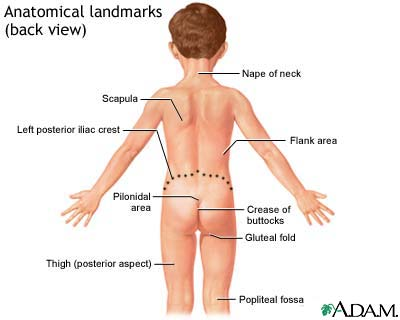 Anatomical landmarks
(back view)
Nape of neck
Scapula
Left posterior iliac crest
Flank area
Pilonidal
area
Crease of
buttocks
Gluteal fold
Thigh (posterior aspect)
Popliteal fossa
A.D.A.M.